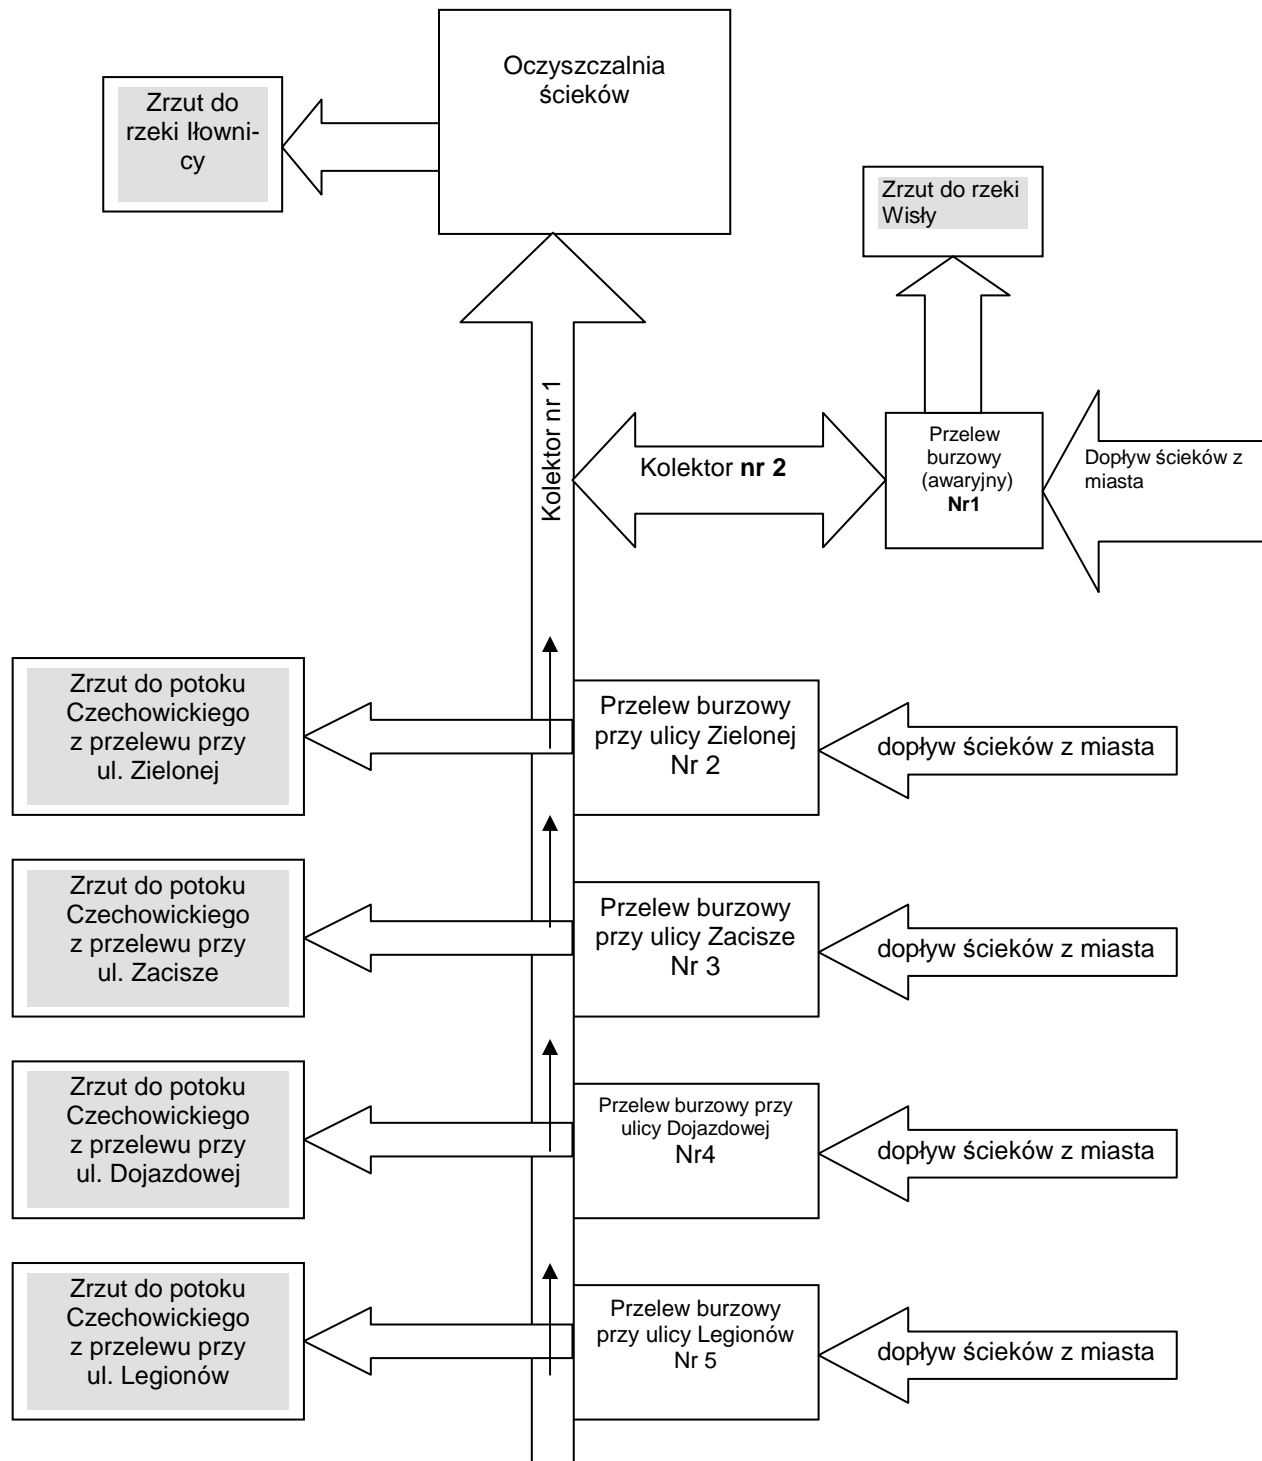 Oczyszczalnia
ścieków
Zrzut do
rzeki Iłowni-
cy
Zrzut do rzeki
Wisły
Kolektor nr 1
Kolektor nr 2
Przelew
burzowy
(awaryjny)
Nr1
Dopływ ścieków z
miasta
Zrzut do potoku
Czechowickiego
z przelewu przy
ul. Zielonej
Przelew burzowy
przy ulicy Zielonej
Nr 2
dopływ ścieków z miasta
Zrzut do potoku
Czechowickiego
z przelewu przy
ul. Zacisze
Przelew burzowy
przy ulicy Zacisze
Nr 3
dopływ ścieków z miasta
Zrzut do potoku
Czechowickiego
z przelewu przy
ul. Dojazdowej
Przelew burzowy przy
ulicy Dojazdowej
Nr4
dopływ ścieków z miasta
Zrzut do potoku
Czechowickiego
z przelewu przy
ul. Legionów
Przelew burzowy
przy ulicy Legionów
Nr 5
dopływ ścieków z miasta